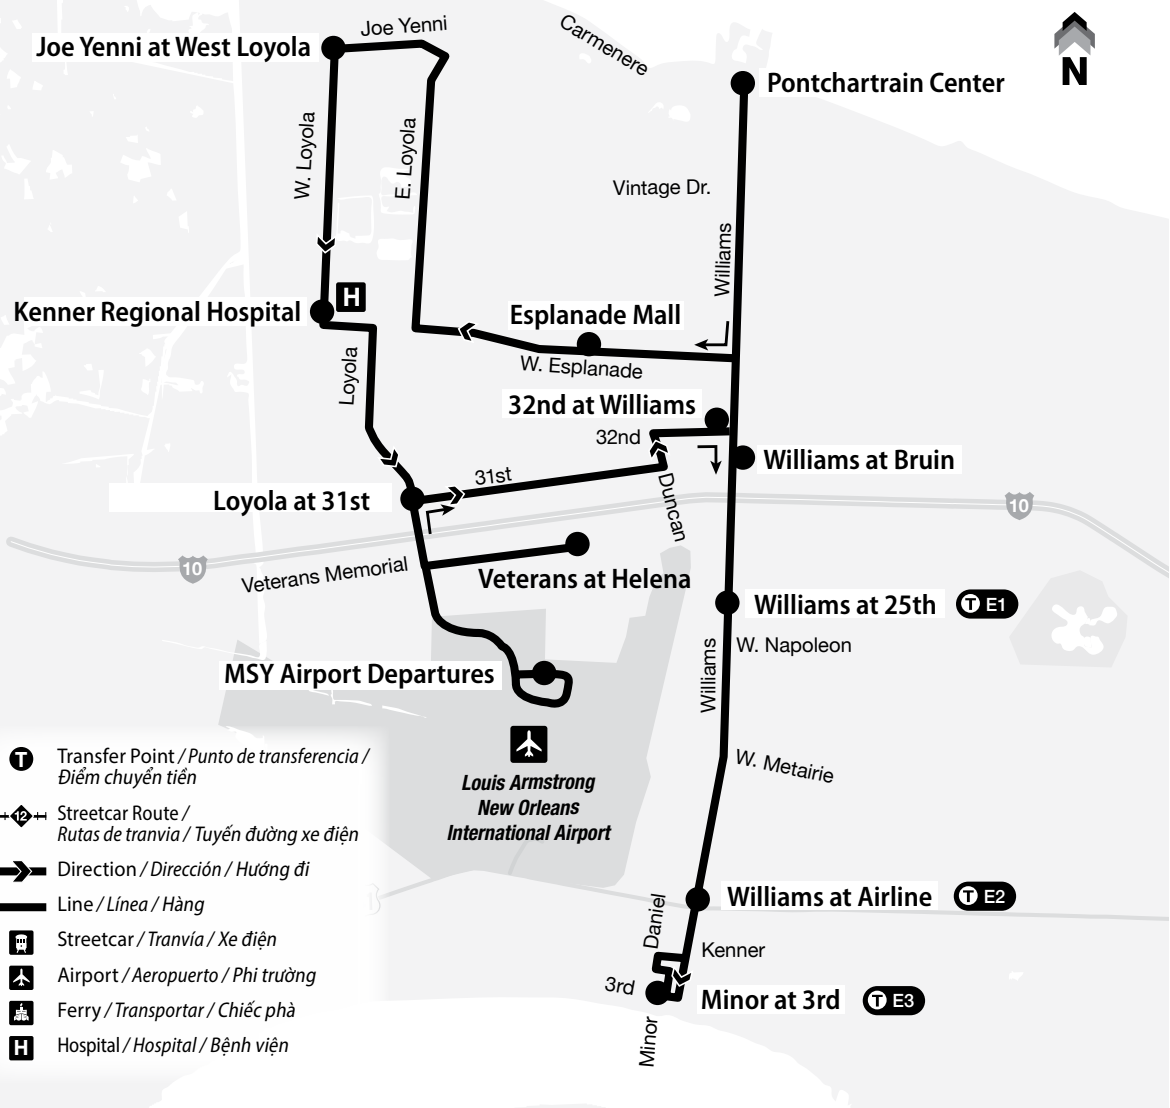 Joe Yenni
Carmenere
Joe Yenni at West Loyola
N
Pontchartrain Center
W. Loyola
E. Loyola
Vintage Dr.
Williams
H
Kenner Regional Hospital
Esplanade Mall
W. Esplanade
Loyola
32nd at Williams
32nd
Williams at Bruin
31st
Loyola at 31st
Duncan
10
10
Veterans Memorial
Veterans at Helena
Williams at 25th
T E1
W. Napoleon
Williams
MSY Airport Departures
W. Metairie
Louis Armstrong
New Orleans
International Airport
Williams at Airline
T E2
Daniel
Kenner
3rd
Minor at 3rd
T E3
Minor
T
Transfer Point / Punto de transferencia /
Điểm chuyển tiền
12
Streetcar Route /
Rutas de tranvia / Tuyến đường xe điện
Direction / Dirección / Hướng đi
Line / Línea / Hàng
Streetcar / Tranvía / Xe điện
Airport / Aeropuerto / Phi trường
Ferry / Transportar / Chiếc phà
H
Hospital / Hospital / Bệnh viện